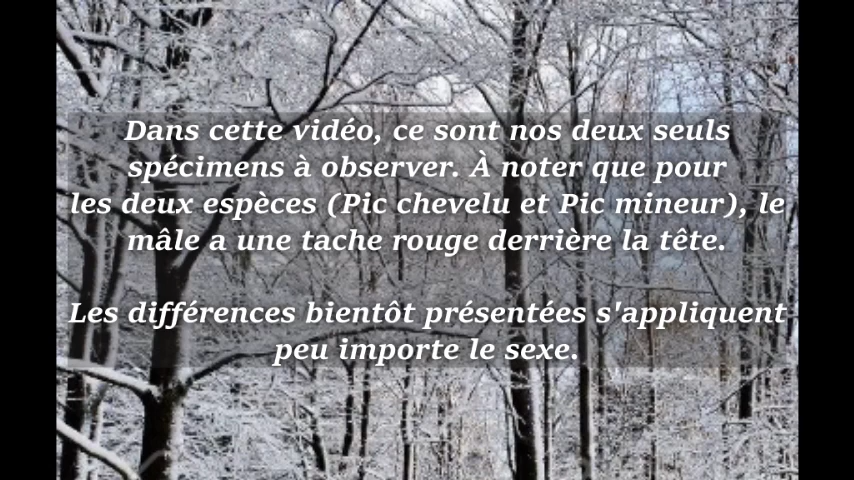 Dans cette vidéo, ce sont nos deux seuls
spécimens à observer. À noter que pour
les deux espèces (Pic chevelu et Pic mineur), le
mâle a une tache rouge derrière la tête.
Les différences bientôt présentées s'appliquent
peu importe le sexe.